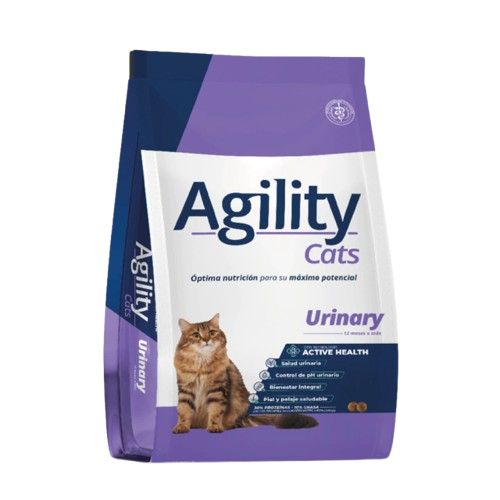 Agility
Cats
Óptima nutrición para su máximo potencial
Urinary
12 meses o más
ACTIVE HEALTH
Salud urinaria
Control de pH urinario
Bienestar integral
Piel y pelaje saludable
Agility
Cats
Urinary